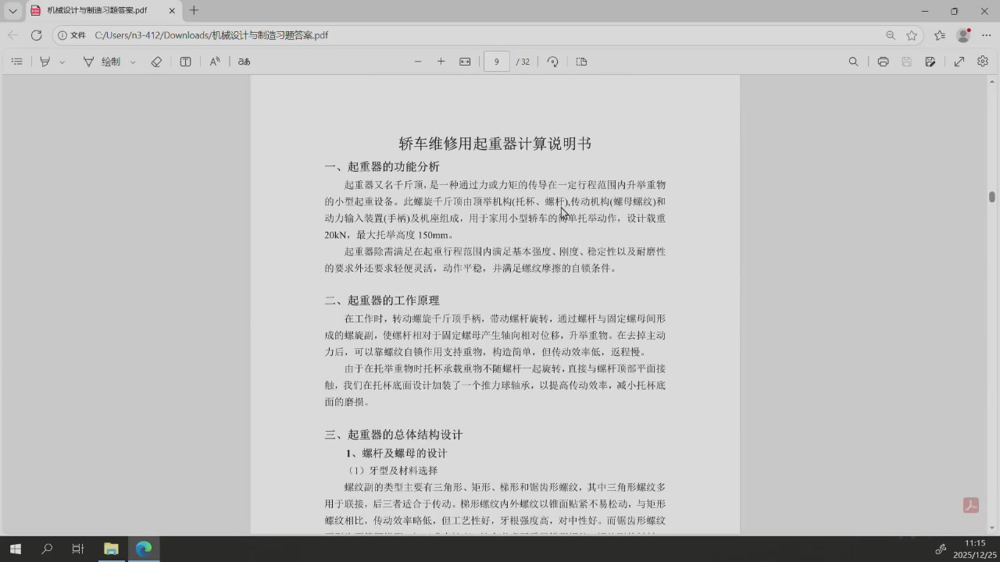 机械设计与制造习题答案.pdf
文件 C:/Users/n3-412/Downloads/机械设计与制造习题答案.pdf
绘制 aあ 9 / 32
轿车维修用起重器计算说明书
一、起重器的功能分析
起重器又名千斤顶,是一种通过力或力矩的传导在一定行程范围内升举重物
的小型起重设备。此螺旋千斤顶由顶举机构(托杯、螺杆),传动机构(螺母螺纹)和
动力输入装置(手柄)及机座组成，用于家用小型轿车的简单托举动作，设计载重
20kN，最大托举高度 150mm。
起重器除需满足在起重行程范围内满足基本强度、刚度、稳定性以及耐磨性
的要求外还要求轻便灵活，动作平稳，并满足螺纹摩擦的自锁条件。
二、起重器的工作原理
在工作时，转动螺旋千斤顶手柄，带动螺杆旋转，通过螺杆与固定螺母间形
成的螺旋副，使螺杆相对于固定螺母产生轴向相对位移，升举重物。在去掉主动
力后，可以靠螺纹自锁作用支持重物，构造简单，但传动效率低，返程慢。
由于在托举重物时托杯承载重物不随螺杆一起旋转,直接与螺杆顶部平面接
触，我们在托杯底面设计加装了一个推力球轴承，以提高传动效率，减小托杯底
面的磨损。
三、起重器的总体结构设计
1、螺杆及螺母的设计
（1）牙型及材料选择
螺纹副的类型主要有三角形、矩形、梯形和锯齿形螺纹，其中三角形螺纹多
用于联接，后三者适合于传动。梯形螺纹内外螺纹以锥面贴紧不易松动，与矩形
螺纹相比，传动效率略低，但工艺性好，牙根强度高，对中性好。而锯齿形螺纹
11:15
2025/12/25